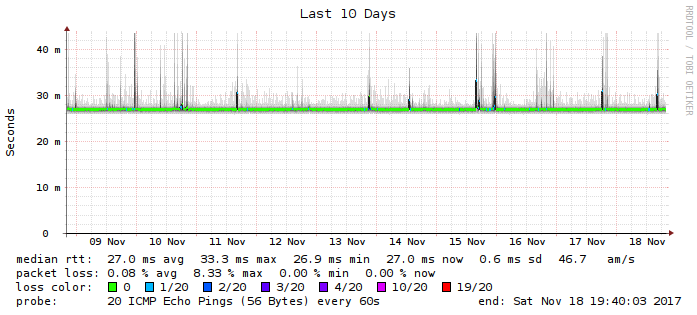 Last 10 Days
RRDTOOL / TOBI OETIKER
Seconds
40 m
30 m
20 m
10 m
0
09 Nov 10 Nov 11 Nov 12 Nov 13 Nov 14 Nov 15 Nov 16 Nov 17 Nov 18 Nov
median rtt: 27.0 ms avg 33.3 ms max 26.9 ms min 27.0 ms now 0.6 ms sd 46.7 am/s
packet loss: 0.08 % avg 8.33 % max 0.00 % min 0.00 % now
loss color: 0 1/20 2/20 3/20 4/20 10/20 19/20
probe: 20 ICMP Echo Pings (56 Bytes) every 60s end: Sat Nov 18 19:40:03 2017